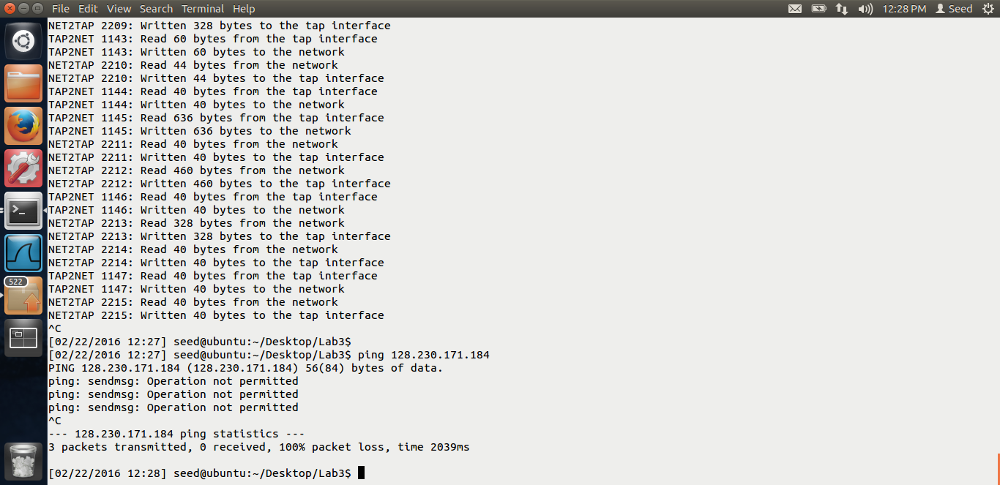 File Edit View Search Terminal Help 12:28 PM Seed
NET2TAP 2209: Written 328 bytes to the tap interface
TAP2NET 1143: Read 60 bytes from the tap interface
TAP2NET 1143: Written 60 bytes to the network
NET2TAP 2210: Read 44 bytes from the network
NET2TAP 2210: Written 44 bytes to the tap interface
TAP2NET 1144: Read 40 bytes from the tap interface
TAP2NET 1144: Written 40 bytes to the network
TAP2NET 1145: Read 636 bytes from the tap interface
TAP2NET 1145: Written 636 bytes to the network
NET2TAP 2211: Read 40 bytes from the network
NET2TAP 2211: Written 40 bytes to the tap interface
NET2TAP 2212: Read 460 bytes from the network
NET2TAP 2212: Written 460 bytes to the tap interface
TAP2NET 1146: Read 40 bytes from the tap interface
TAP2NET 1146: Written 40 bytes to the network
NET2TAP 2213: Read 328 bytes from the network
NET2TAP 2213: Written 328 bytes to the tap interface
NET2TAP 2214: Read 40 bytes from the network
NET2TAP 2214: Written 40 bytes to the tap interface
TAP2NET 1147: Read 40 bytes from the tap interface
TAP2NET 1147: Written 40 bytes to the network
NET2TAP 2215: Read 40 bytes from the network
NET2TAP 2215: Written 40 bytes to the tap interface
^C
[02/22/2016 12:27] seed@ubuntu:~/Desktop/Lab3$
[02/22/2016 12:27] seed@ubuntu:~/Desktop/Lab3$ ping 128.230.171.184
PING 128.230.171.184 (128.230.171.184) 56(84) bytes of data.
ping: sendmsg: Operation not permitted
ping: sendmsg: Operation not permitted
ping: sendmsg: Operation not permitted
^C
--- 128.230.171.184 ping statistics ---
3 packets transmitted, 0 received, 100% packet loss, time 2039ms
[02/22/2016 12:28] seed@ubuntu:~/Desktop/Lab3$
>_
522